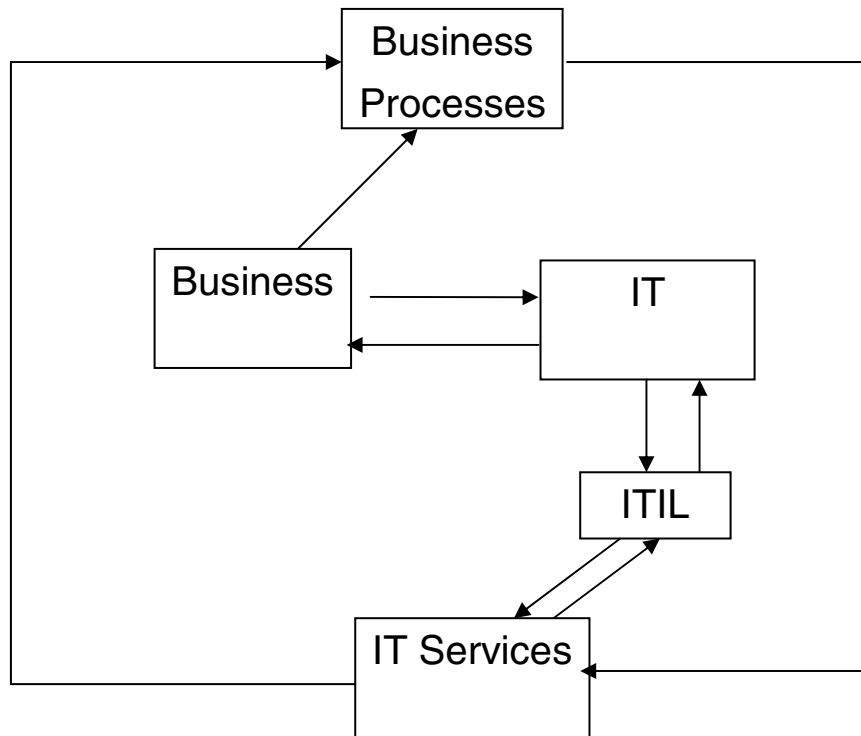 Business
Processes
Business
IT
ITIL
IT Services